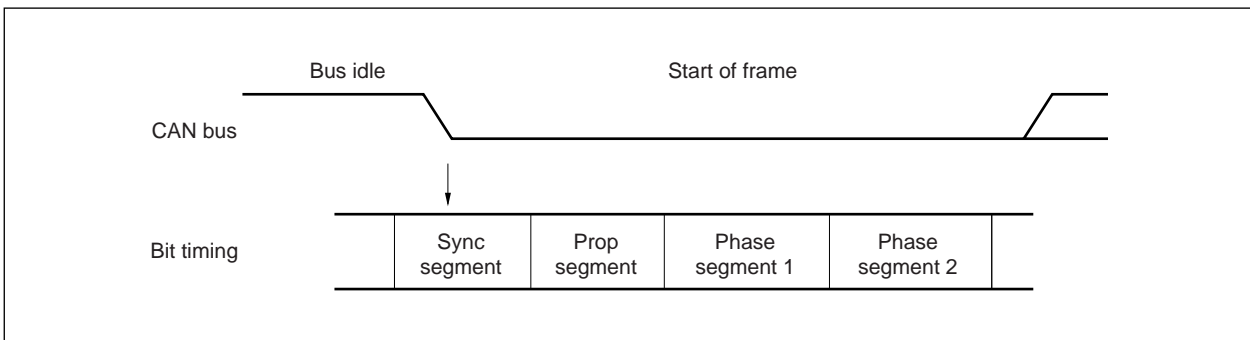 Bus idle
Start of frame
CAN bus
Bit timing
Sync
segment
Prop
segment
Phase
segment 1
Phase
segment 2